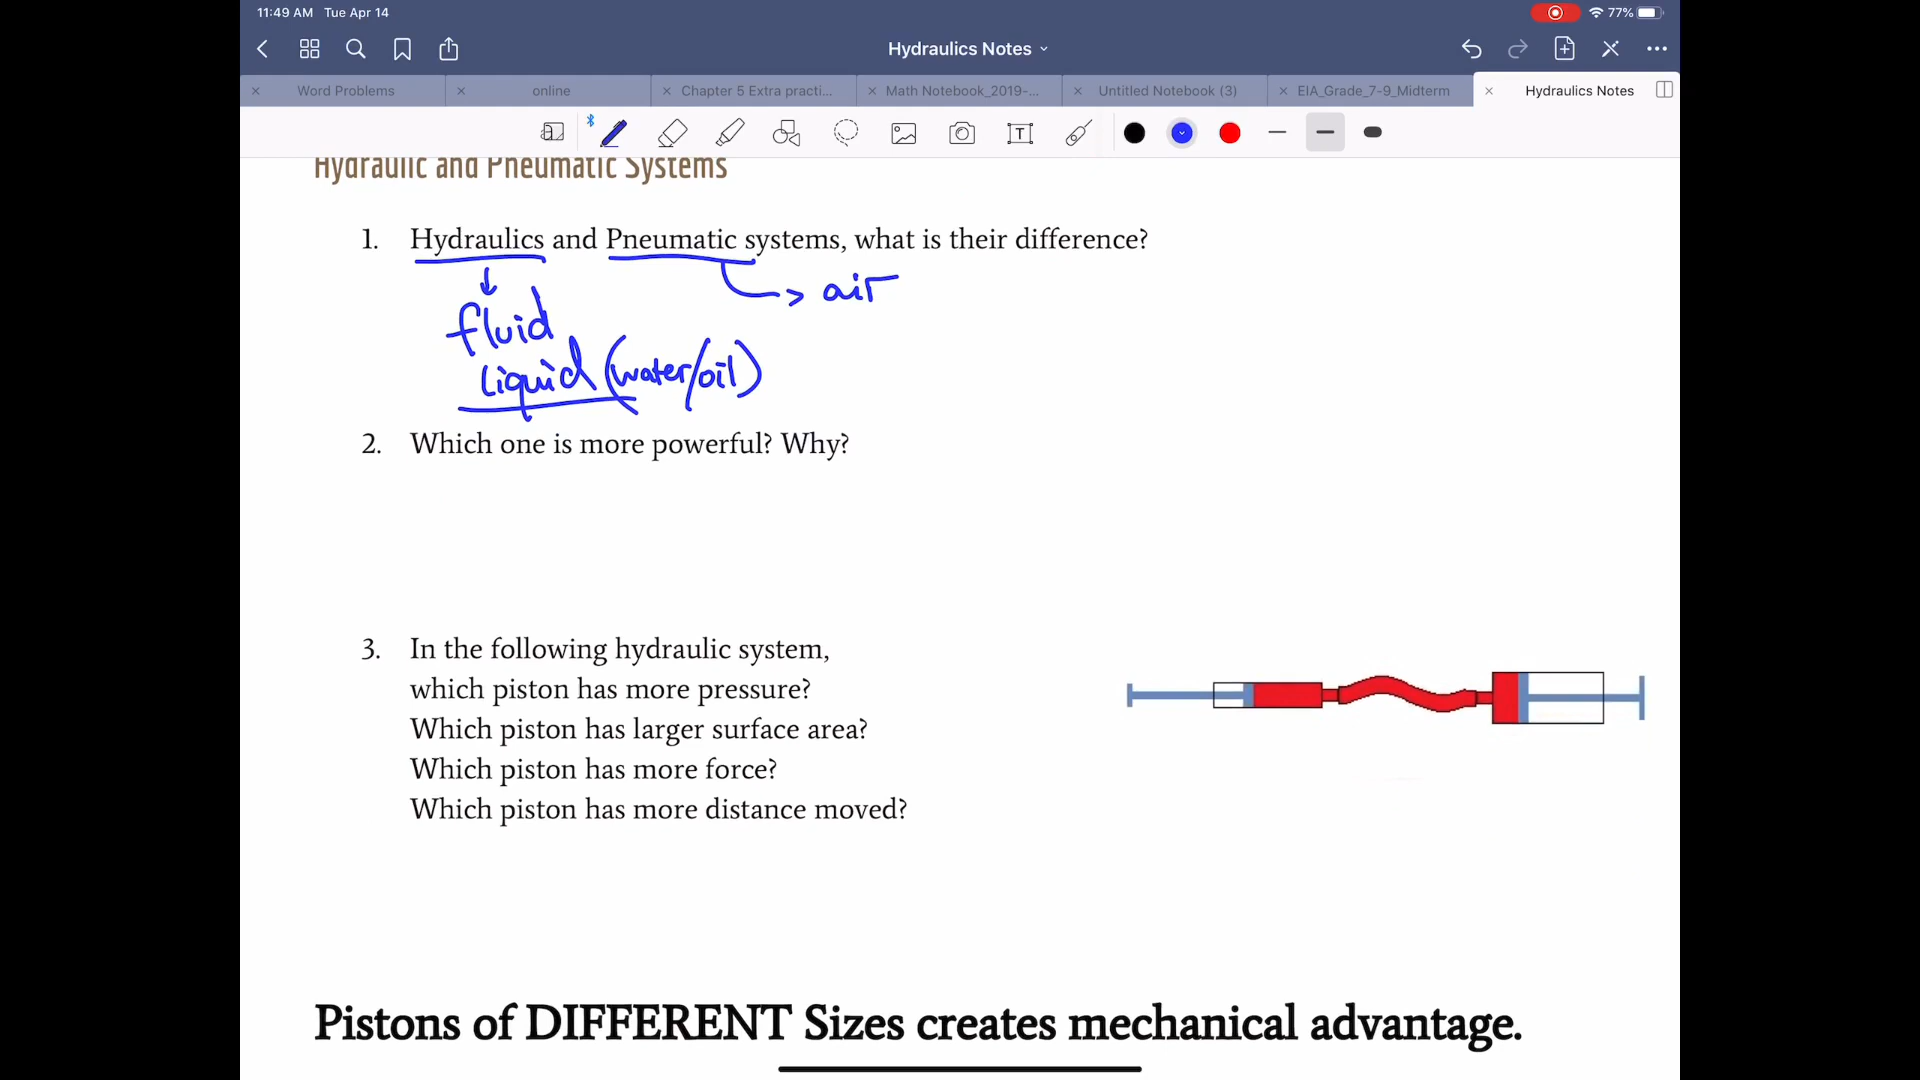 11:49 AM Tue Apr 14
77%
Hydraulics Notes
Word Problems
online
Chapter 5 Extra practi...
Math Notebook_2019-...
Untitled Notebook (3)
EIA_Grade_7-9_Midterm
Hydraulics Notes
Hydraulic and Pneumatic Systems
1. Hydraulics and Pneumatic systems, what is their difference?
air
fluid
liquid (water/oil)
2. Which one is more powerful? Why?
3. In the following hydraulic system,
which piston has more pressure?
Which piston has larger surface area?
Which piston has more force?
Which piston has more distance moved?
Pistons of DIFFERENT Sizes creates mechanical advantage.